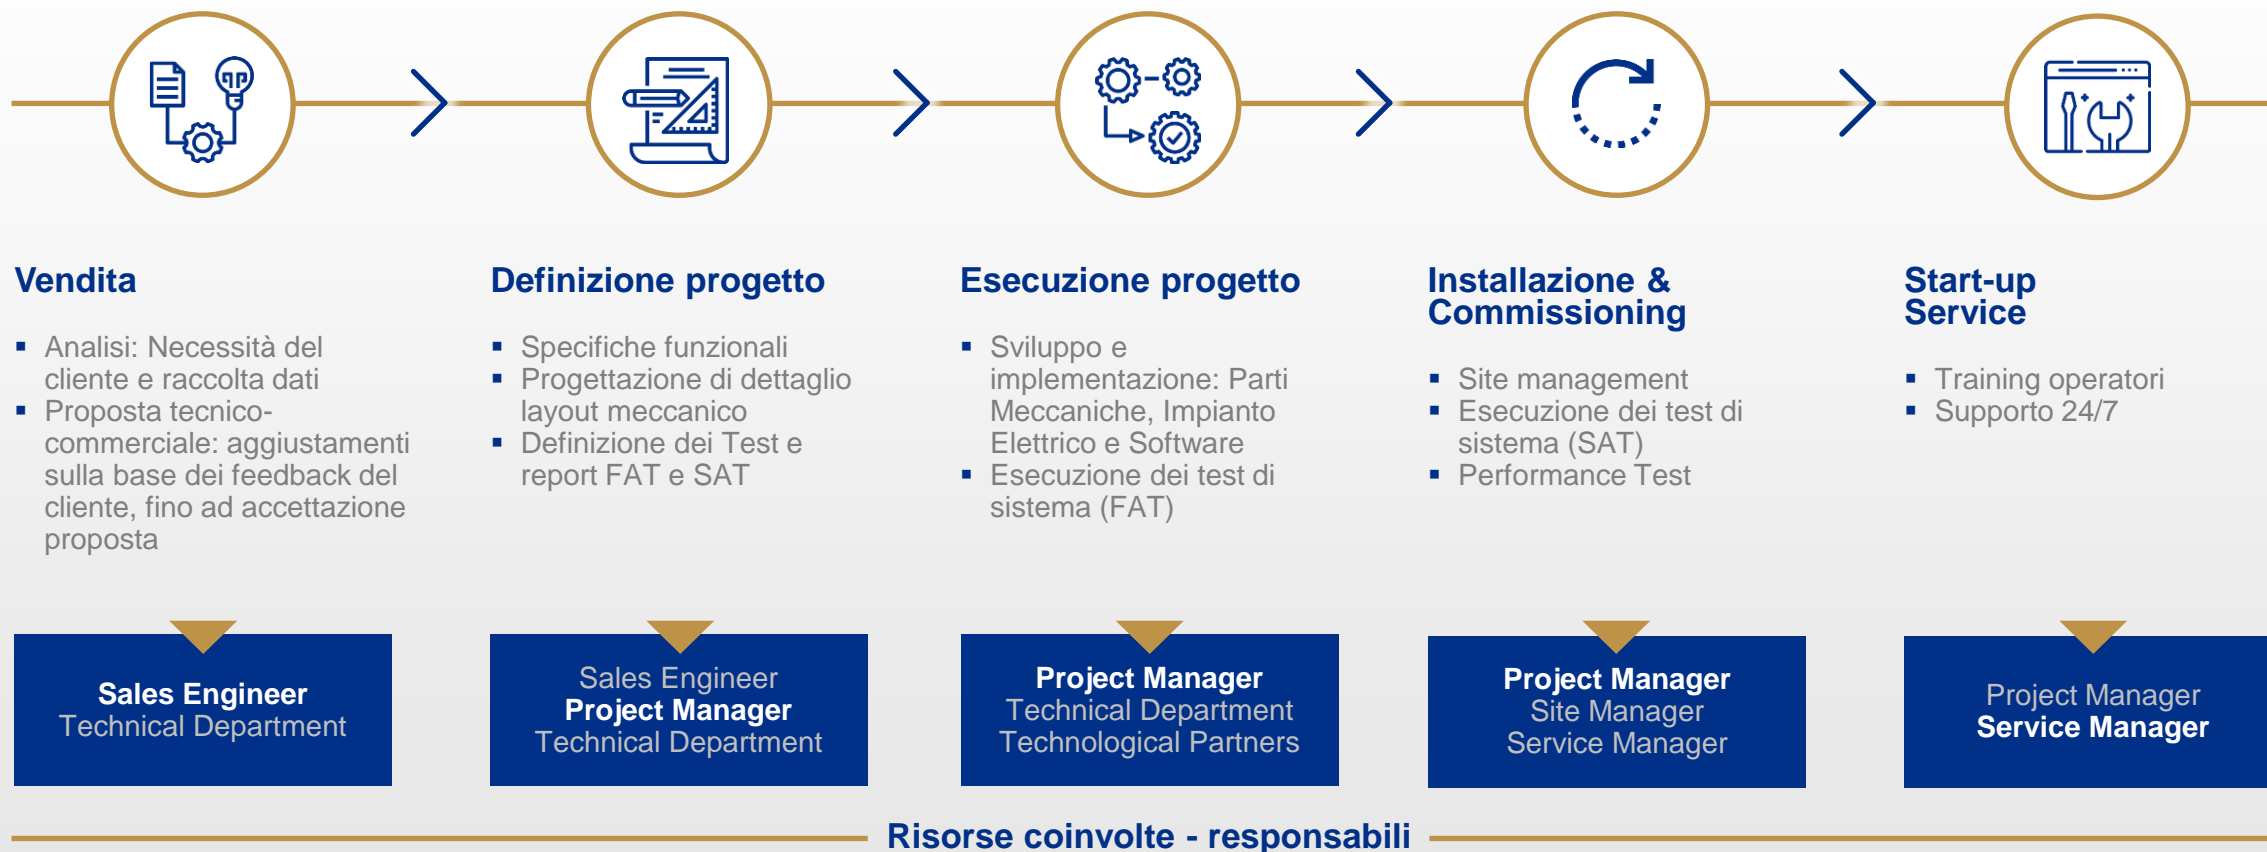 Vendita
▪ Analisi: Necessità del
cliente e raccolta dati
▪ Proposta tecnico-
commerciale: aggiustamenti
sulla base dei feedback del
cliente, fino ad accettazione
proposta
Definizione progetto
▪ Specifiche funzionali
▪ Progettazione di dettaglio
layout meccanico
▪ Definizione dei Test e
report FAT e SAT
Esecuzione progetto
▪ Sviluppo e
implementazione: Parti
Meccaniche, Impianto
Elettrico e Software
▪ Esecuzione dei test di
sistema (FAT)
Installazione &
Commissioning
▪ Site management
▪ Esecuzione dei test di
sistema (SAT)
▪ Performance Test
Start-up
Service
▪ Training operatori
▪ Supporto 24/7
Sales Engineer
Technical Department
Sales Engineer
Project Manager
Technical Department
Project Manager
Technical Department
Technological Partners
Project Manager
Site Manager
Service Manager
Project Manager
Service Manager
Risorse coinvolte - responsabili